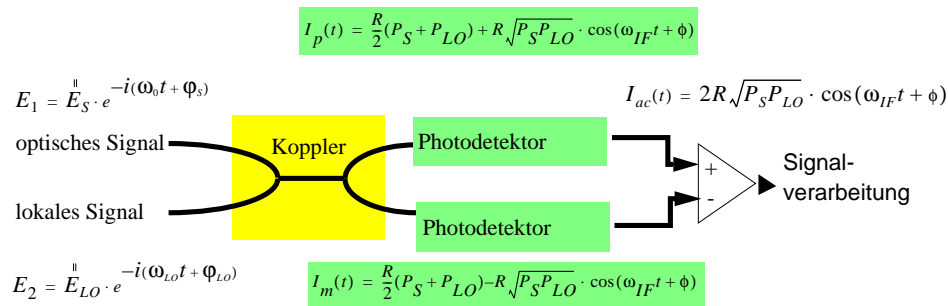 I_p(t) = R/2(P_S + P_LO) + R√(P_S P_LO) · cos(ω_IF t + ϕ)
E_1 = E_S · e^−i(ω_0 t + φ_S)
I_ac(t) = 2R√(P_S P_LO) · cos(ω_IF t + ϕ)
optisches Signal
Koppler
Photodetektor
+
Signal-
verarbeitung
lokales Signal
Photodetektor
-
E_2 = E_LO · e^−i(ω_LO t + φ_LO)
I_m(t) = R/2(P_S + P_LO) − R√(P_S P_LO) · cos(ω_IF t + ϕ)